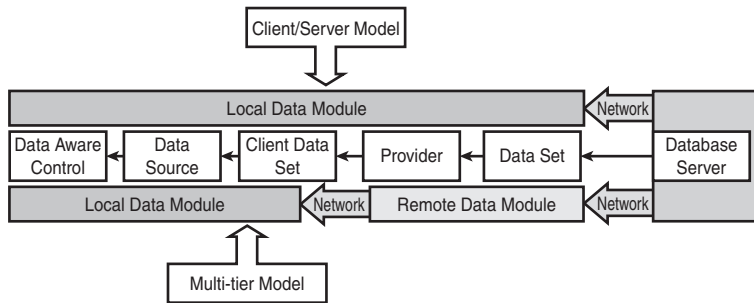 Client/Server Model
Local Data Module
Network
Data Aware
Control
Data
Source
Client Data
Set
Provider
Data Set
Database
Server
Local Data Module
Network
Remote Data Module
Network
Multi-tier Model